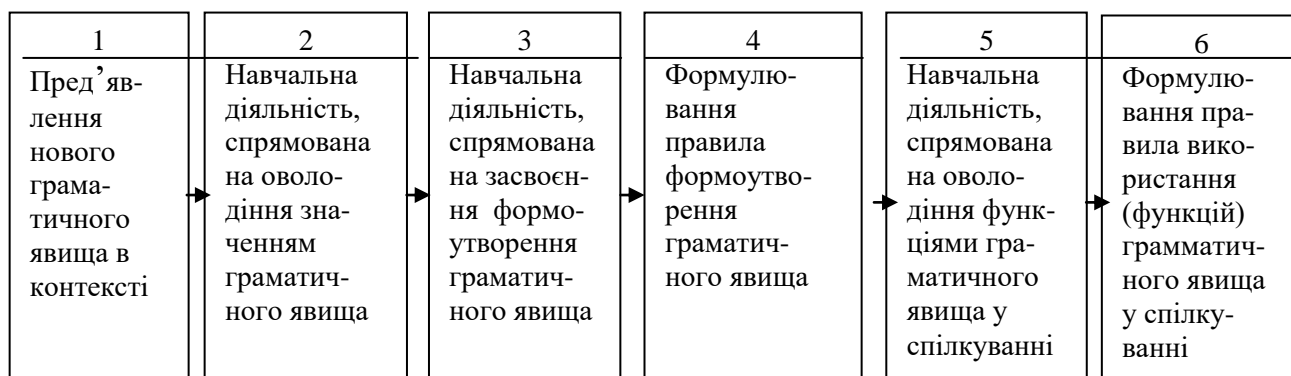 1
Пред’яв-
лення
нового
грама-
тичного
явища в
контексті
2
Навчальна
діяльність,
спрямована
на оволо-
діння зна-
ченням
граматич-
ного явища
3
Навчальна
діяльність,
спрямована
на засвоєн-
ня формо-
утворення
граматич-
ного явища
4
Формулю-
вання
правила
формоутво-
рення
граматич-
ного явища
5
Навчальна
діяльність,
спрямована
на оволо-
діння функ-
ціями гра-
матичного
явища у
спілкуванні
6
Формулю-
вання пра-
вила вико-
ристання
(функцій)
грамматич-
ного явища
у спілку-
ванні